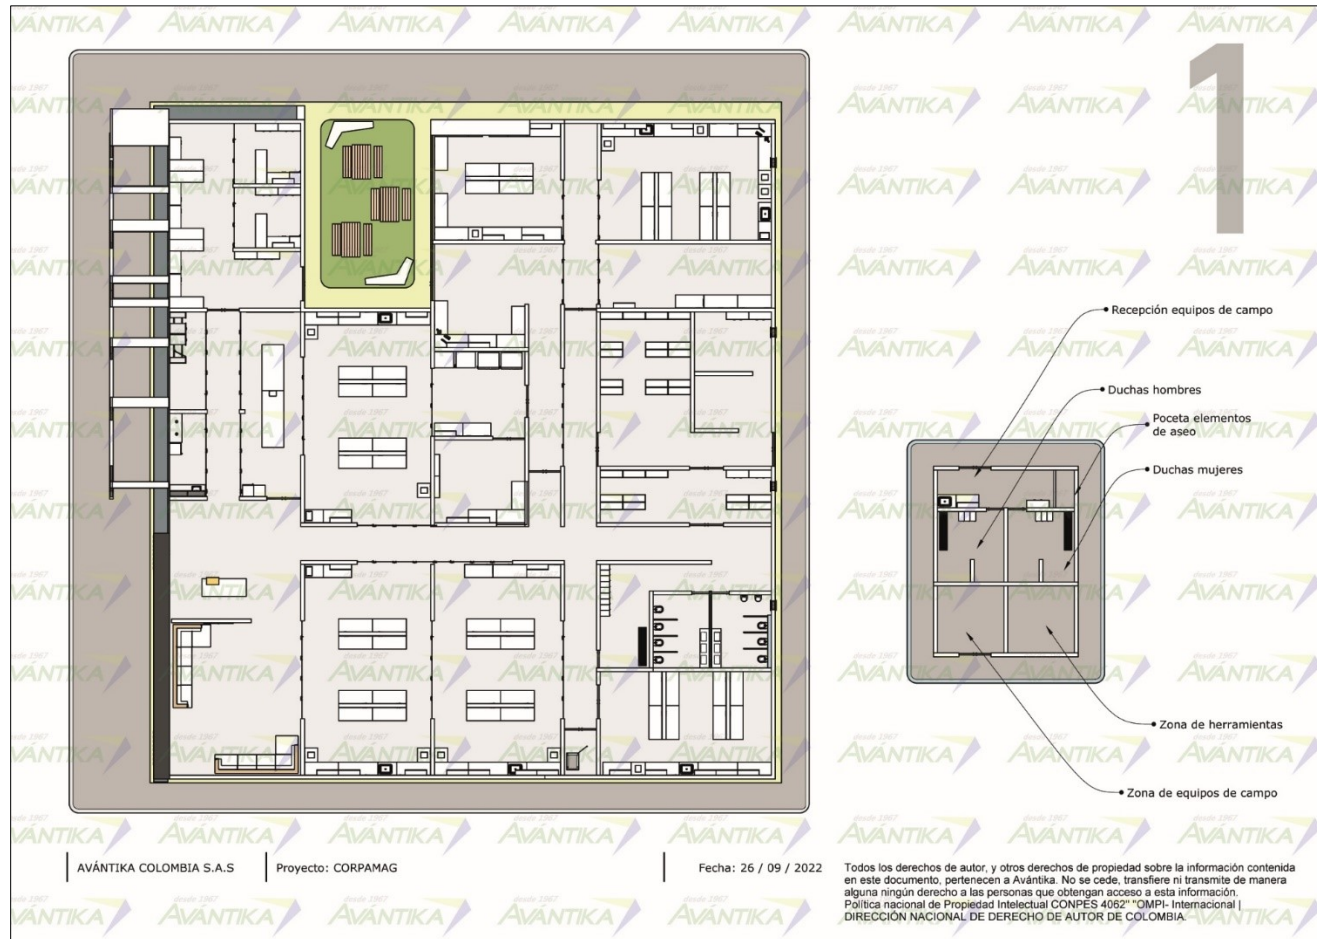 1
Recepción equipos de campo
Duchas hombres
Poceta elementos
de aseo
Duchas mujeres
Zona de herramientas
Zona de equipos de campo
AVÁNTIKA COLOMBIA S.A.S
Proyecto: CORPAMAG
Fecha: 26 / 09 / 2022
Todos los derechos de autor, y otros derechos de propiedad sobre la información contenida
en este documento, pertenecen a Avántika. No se cede, transfiere ni transmite de manera
alguna ningún derecho a las personas que obtengan acceso a esta información.
Política nacional de Propiedad Intelectual CONPES 4062" "OMPI- Internacional |
DIRECCIÓN NACIONAL DE DERECHO DE AUTOR DE COLOMBIA.
desde 1967
AVÁNTIKA